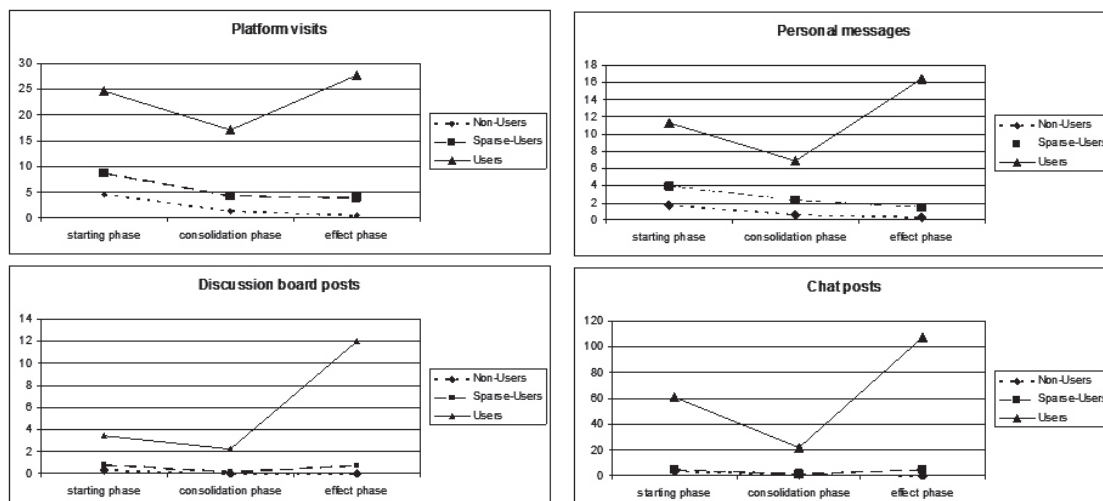 Platform visits
30
25
20
15
10
5
0
starting phase consolidation phase effect phase
Non-Users
Sparse-Users
Users
Personal messages
18
16
14
12
10
8
6
4
2
0
starting phase consolidation phase effect phase
Non-Users
Sparse-Users
Users
Discussion board posts
14
12
10
8
6
4
2
0
starting phase consolidation phase effect phase
Non-Users
Sparse-Users
Users
Chat posts
120
100
80
60
40
20
0
starting phase consolidation phase effect phase
Non-Users
Sparse-Users
Users